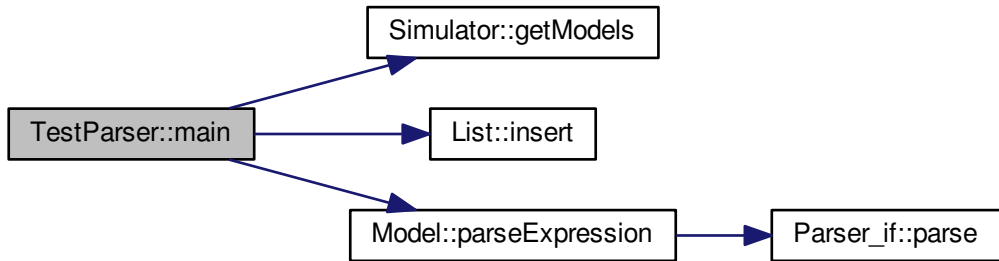 Simulator::getModels
TestParser::main
List::insert
Model::parseExpression
Parser_if::parse